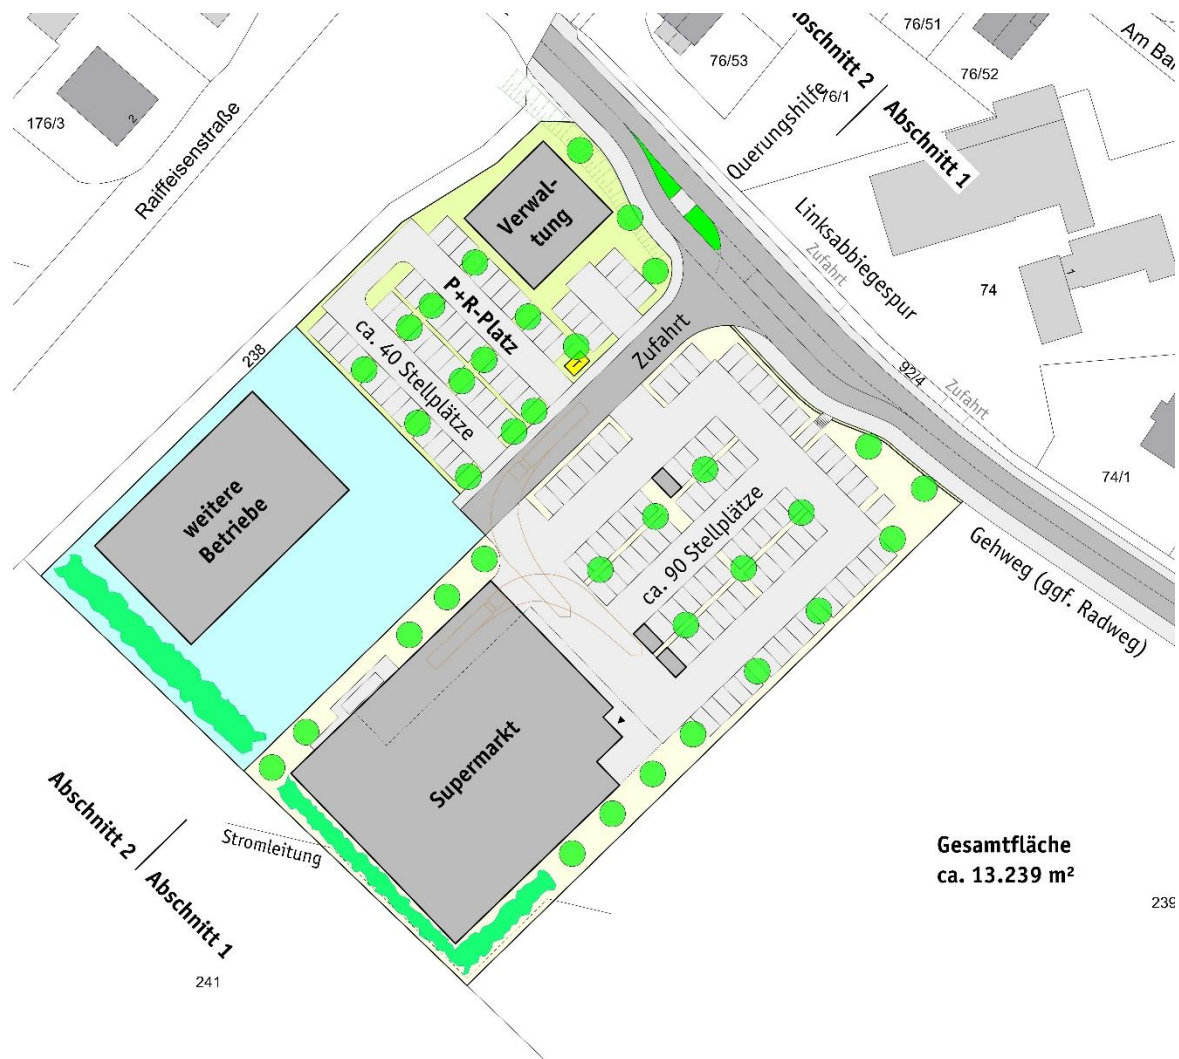 76/51
Am Ba
76/53
76/52
Abschnitt 2
76/1
Querungshilfe
Abschnitt 1
176/3
2
Raiffeisenstraße
Verwal-
tung
Linksabbiegespur
Zufahrt
74
1
P+R-Platz
ca. 40 Stellplätze
Zufahrt
1
238
92/4
Zufahrt
74/1
weitere
Betriebe
ca. 90 Stellplätze
Gehweg (ggf. Radweg)
Supermarkt
Abschnitt 2
Abschnitt 1
Stromleitung
Gesamtfläche
ca. 13.239 m²
239
241